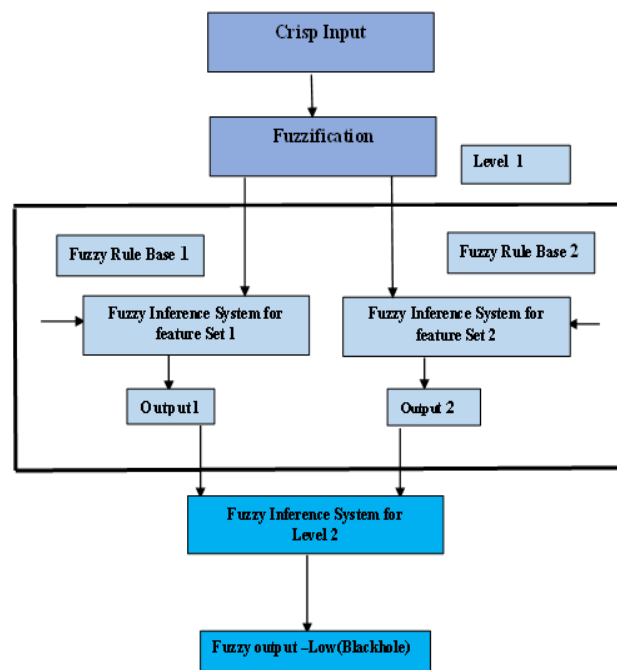 Crisp Input
Fuzzification
Level 1
Fuzzy Rule Base 1
Fuzzy Rule Base 2
Fuzzy Inference System for
feature Set 1
Fuzzy Inference System for
feature Set 2
Output1
Output 2
Fuzzy Inference System for
Level 2
Fuzzy output –Low(Blackhole)